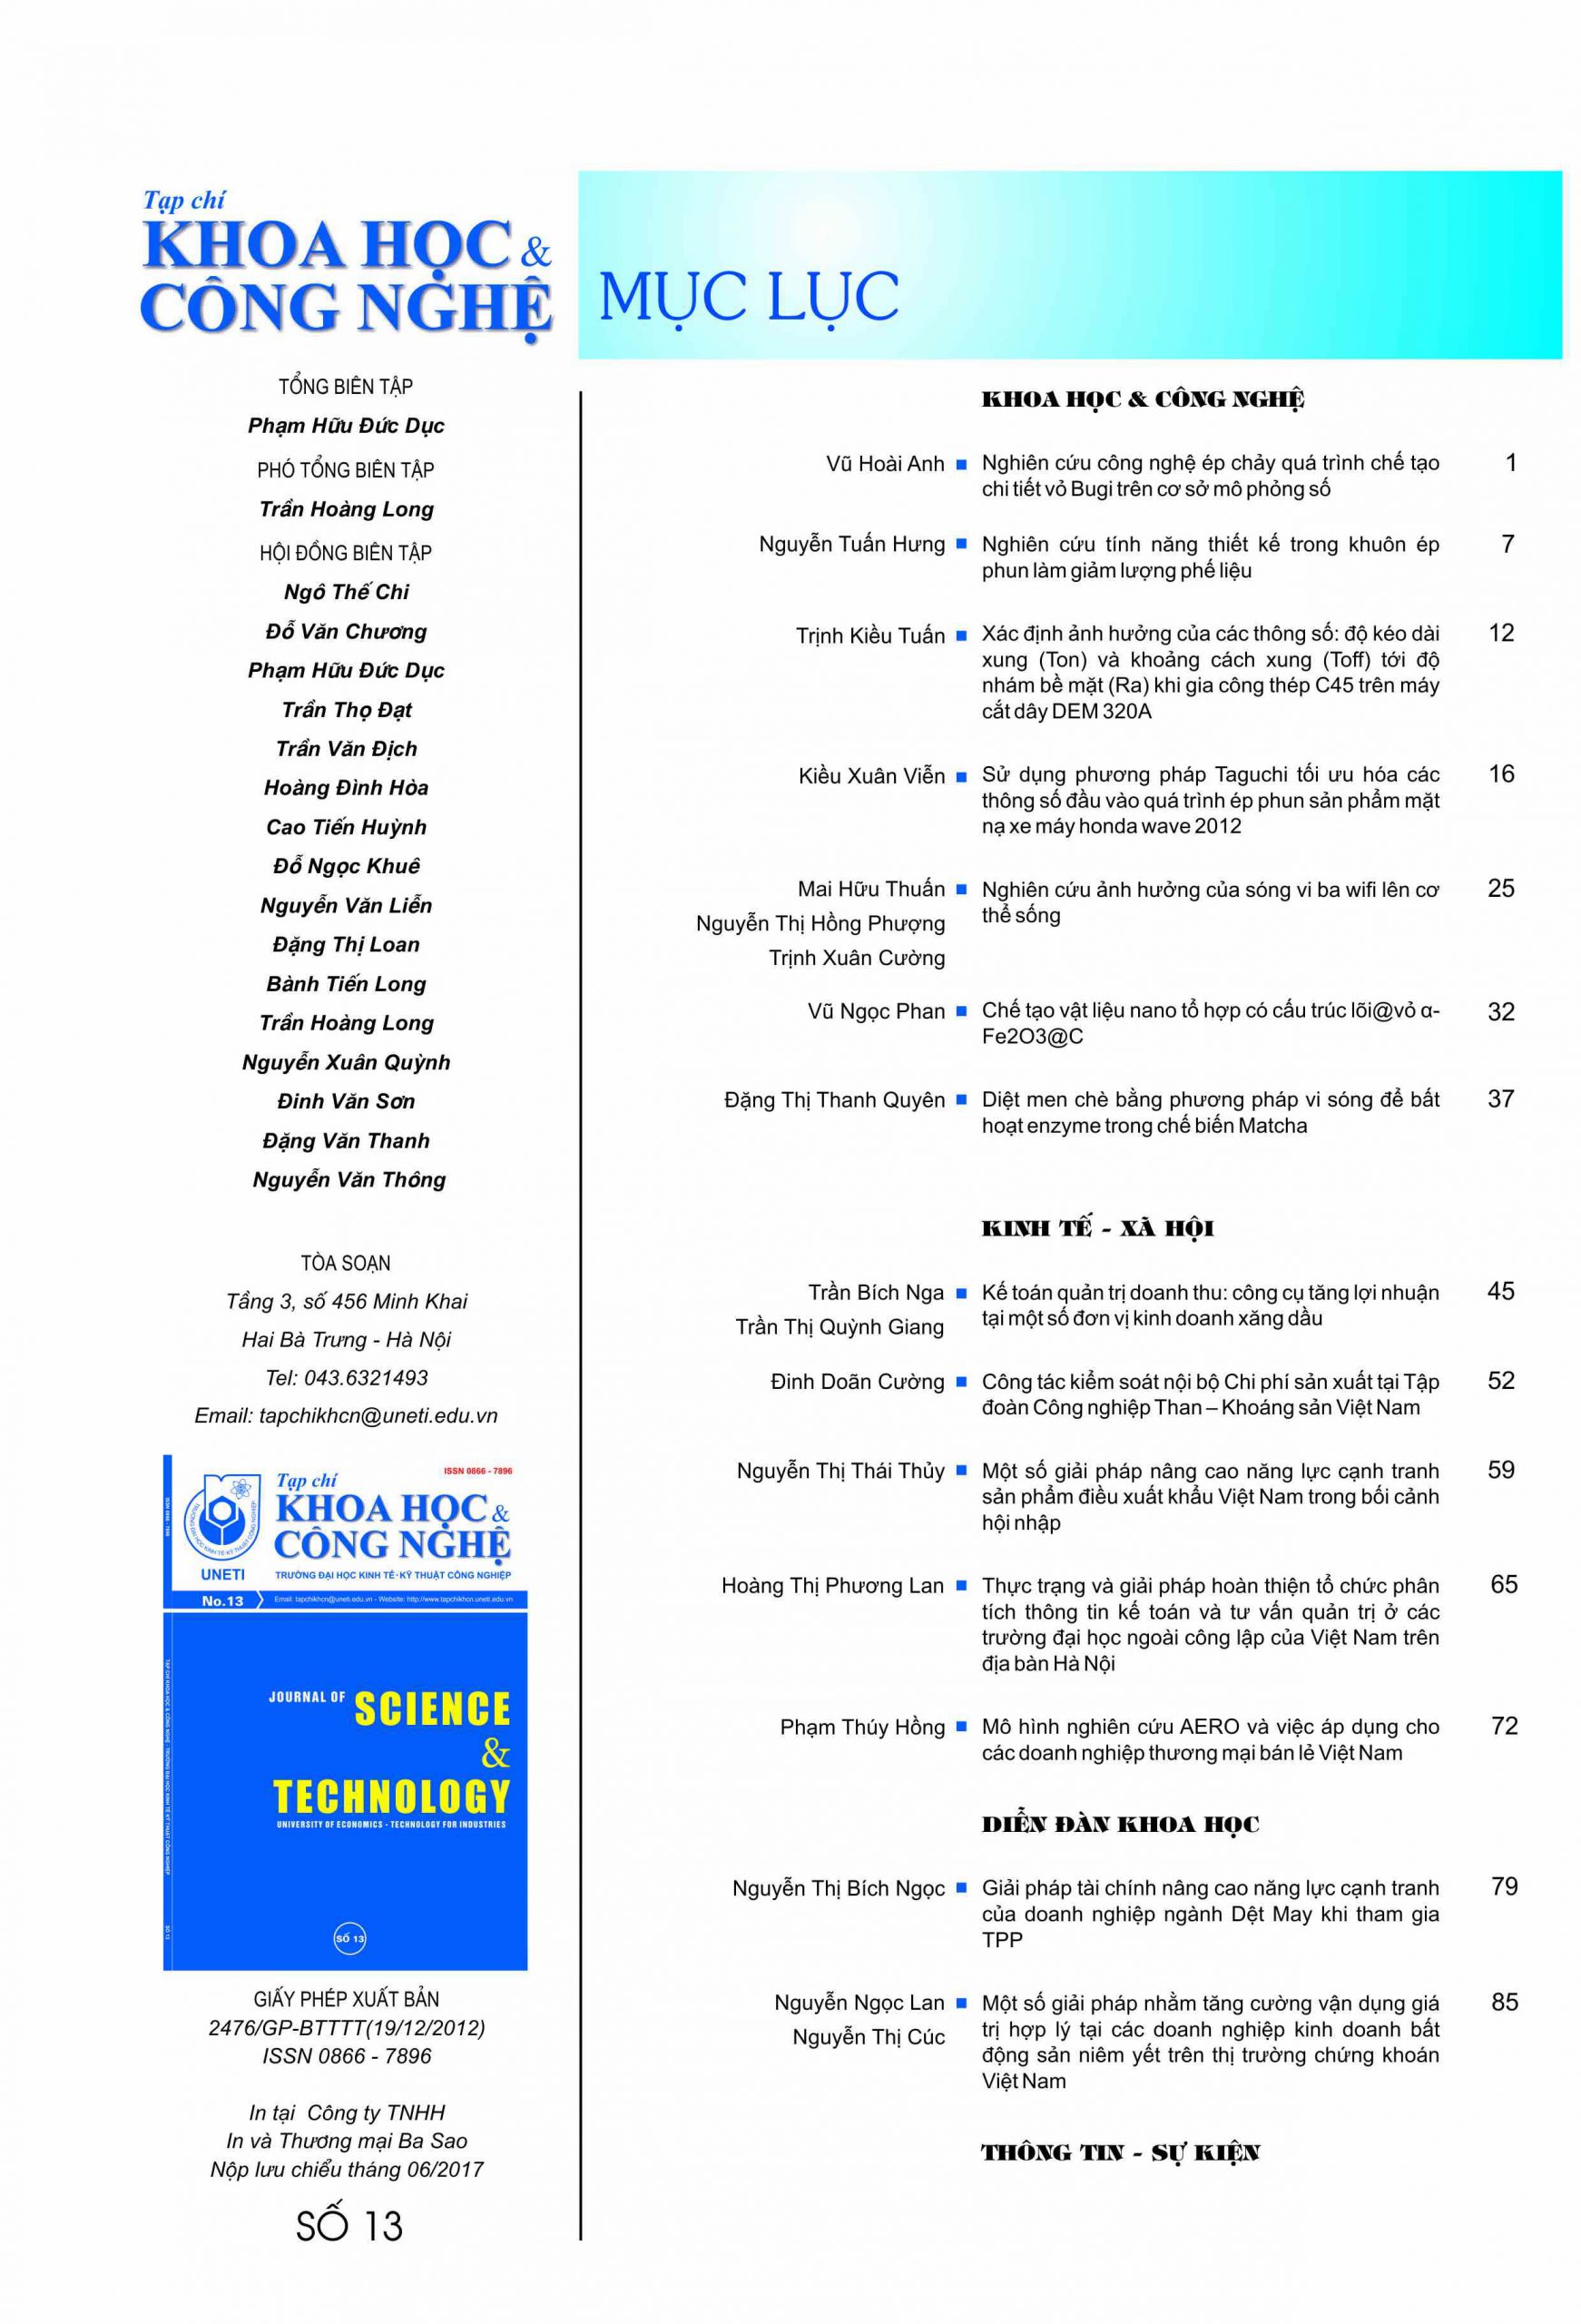 Tạp chí
KHOA HỌC &
CÔNG NGHỆ
MỤC LỤC
TỔNG BIÊN TẬP
Phạm Hữu Đức Dục
PHÓ TỔNG BIÊN TẬP
Trần Hoàng Long
HỘI ĐỒNG BIÊN TẬP
Ngô Thế Chi
Đỗ Văn Chương
Phạm Hữu Đức Dục
Trần Thọ Đạt
Trần Văn Địch
Hoàng Đình Hòa
Cao Tiến Huỳnh
Đỗ Ngọc Khuê
Nguyễn Văn Liễn
Đặng Thị Loan
Bành Tiến Long
Trần Hoàng Long
Nguyễn Xuân Quỳnh
Đinh Văn Sơn
Đặng Văn Thanh
Nguyễn Văn Thông
TÒA SOẠN
Tầng 3, số 456 Minh Khai
Hai Bà Trưng - Hà Nội
Tel: 043.6321493
Email: tapchikhcn@uneti.edu.vn
ISSN 0866 - 7896
Tạp chí
KHOA HỌC &
CÔNG NGHỆ
UNETI
TRƯỜNG ĐẠI HỌC KINH TẾ - KỸ THUẬT CÔNG NGHIỆP
No.13
Email: tapchikhcn@uneti.edu.vn - Website: http://www.tapchikhcn.uneti.edu.vn
JOURNAL OF SCIENCE
&
TECHNOLOGY
UNIVERSITY OF ECONOMICS - TECHNOLOGY FOR INDUSTRIES
SỐ 13
GIẤY PHÉP XUẤT BẢN
2476/GP-BTTTT(19/12/2012)
ISSN 0866 - 7896
In tại Công ty TNHH
In và Thương mại Ba Sao
Nộp lưu chiểu tháng 06/2017
SỐ 13
KHOA HỌC & CÔNG NGHỆ
Vũ Hoài Anh Nghiên cứu công nghệ ép chảy quá trình chế tạo 1
chi tiết vỏ Bugi trên cơ sở mô phỏng số
Nguyễn Tuấn Hưng Nghiên cứu tính năng thiết kế trong khuôn ép 7
phun làm giảm lượng phế liệu
Trịnh Kiều Tuấn Xác định ảnh hưởng của các thông số: độ kéo dài 12
xung (Ton) và khoảng cách xung (Toff) tới độ
nhám bề mặt (Ra) khi gia công thép C45 trên máy
cắt dây DEM 320A
Kiều Xuân Viễn Sử dụng phương pháp Taguchi tối ưu hóa các 16
thông số đầu vào quá trình ép phun sản phẩm mặt
nạ xe máy honda wave 2012
Mai Hữu Thuấn Nghiên cứu ảnh hưởng của sóng vi ba wifi lên cơ 25
Nguyễn Thị Hồng Phượng thể sống
Trịnh Xuân Cường
Vũ Ngọc Phan Chế tạo vật liệu nano tổ hợp có cấu trúc lõi@vỏ α- 32
Fe2O3@C
Đặng Thị Thanh Quyên Diệt men chè bằng phương pháp vi sóng để bất 37
hoạt enzyme trong chế biến Matcha
KINH TẾ - XÃ HỘI
Trần Bích Nga Kế toán quản trị doanh thu: công cụ tăng lợi nhuận 45
Trần Thị Quỳnh Giang tại một số đơn vị kinh doanh xăng dầu
Đinh Doãn Cường Công tác kiểm soát nội bộ Chi phí sản xuất tại Tập 52
đoàn Công nghiệp Than – Khoáng sản Việt Nam
Nguyễn Thị Thái Thủy Một số giải pháp nâng cao năng lực cạnh tranh 59
sản phẩm điều xuất khẩu Việt Nam trong bối cảnh
hội nhập
Hoàng Thị Phương Lan Thực trạng và giải pháp hoàn thiện tổ chức phân 65
tích thông tin kế toán và tư vấn quản trị ở các
trường đại học ngoài công lập của Việt Nam trên
địa bàn Hà Nội
Phạm Thúy Hồng Mô hình nghiên cứu AERO và việc áp dụng cho 72
các doanh nghiệp thương mại bán lẻ Việt Nam
DIỄN ĐÀN KHOA HỌC
Nguyễn Thị Bích Ngọc Giải pháp tài chính nâng cao năng lực cạnh tranh 79
của doanh nghiệp ngành Dệt May khi tham gia
TPP
Nguyễn Ngọc Lan Một số giải pháp nhằm tăng cường vận dụng giá 85
Nguyễn Thị Cúc trị hợp lý tại các doanh nghiệp kinh doanh bất
động sản niêm yết trên thị trường chứng khoán
Việt Nam
THÔNG TIN - SỰ KIỆN